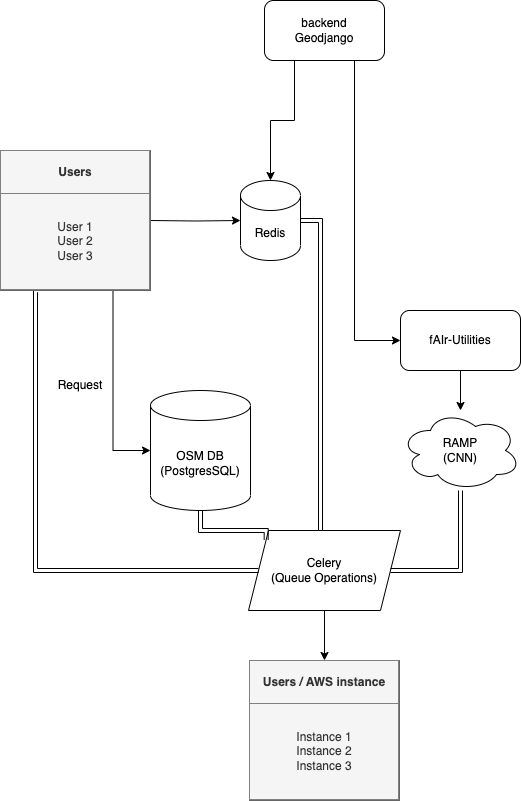 backend
Geodjango
Users
User 1
User 2
User 3
Redis
fAIr-Utilities
Request
RAMP
(CNN)
OSM DB
(PostgresSQL)
Celery
(Queue Operations)
Users / AWS instance
Instance 1
Instance 2
Instance 3